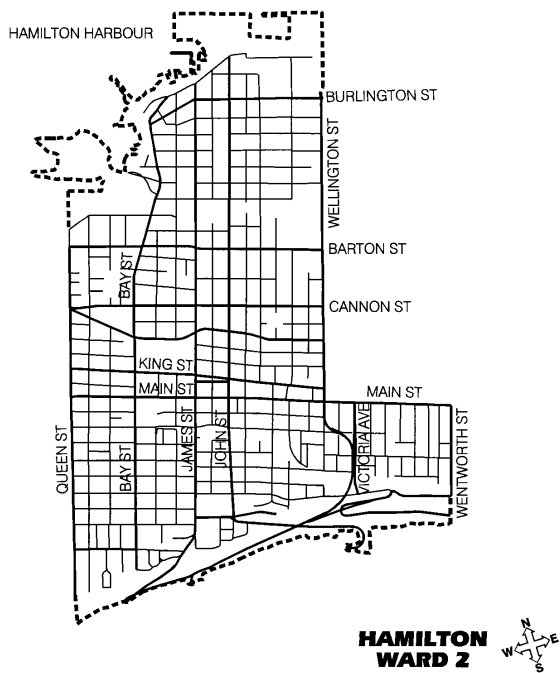 HAMILTON HARBOUR
BURLINGTON ST
WELLINGTON ST
BARTON ST
BAY ST
CANNON ST
KING ST
MAIN ST
MAIN ST
QUEEN ST
BAY ST
JAMES ST
JOHN ST
VICTORIA AVE
WENTWORTH ST
HAMILTON
WARD 2
N
W
E
S